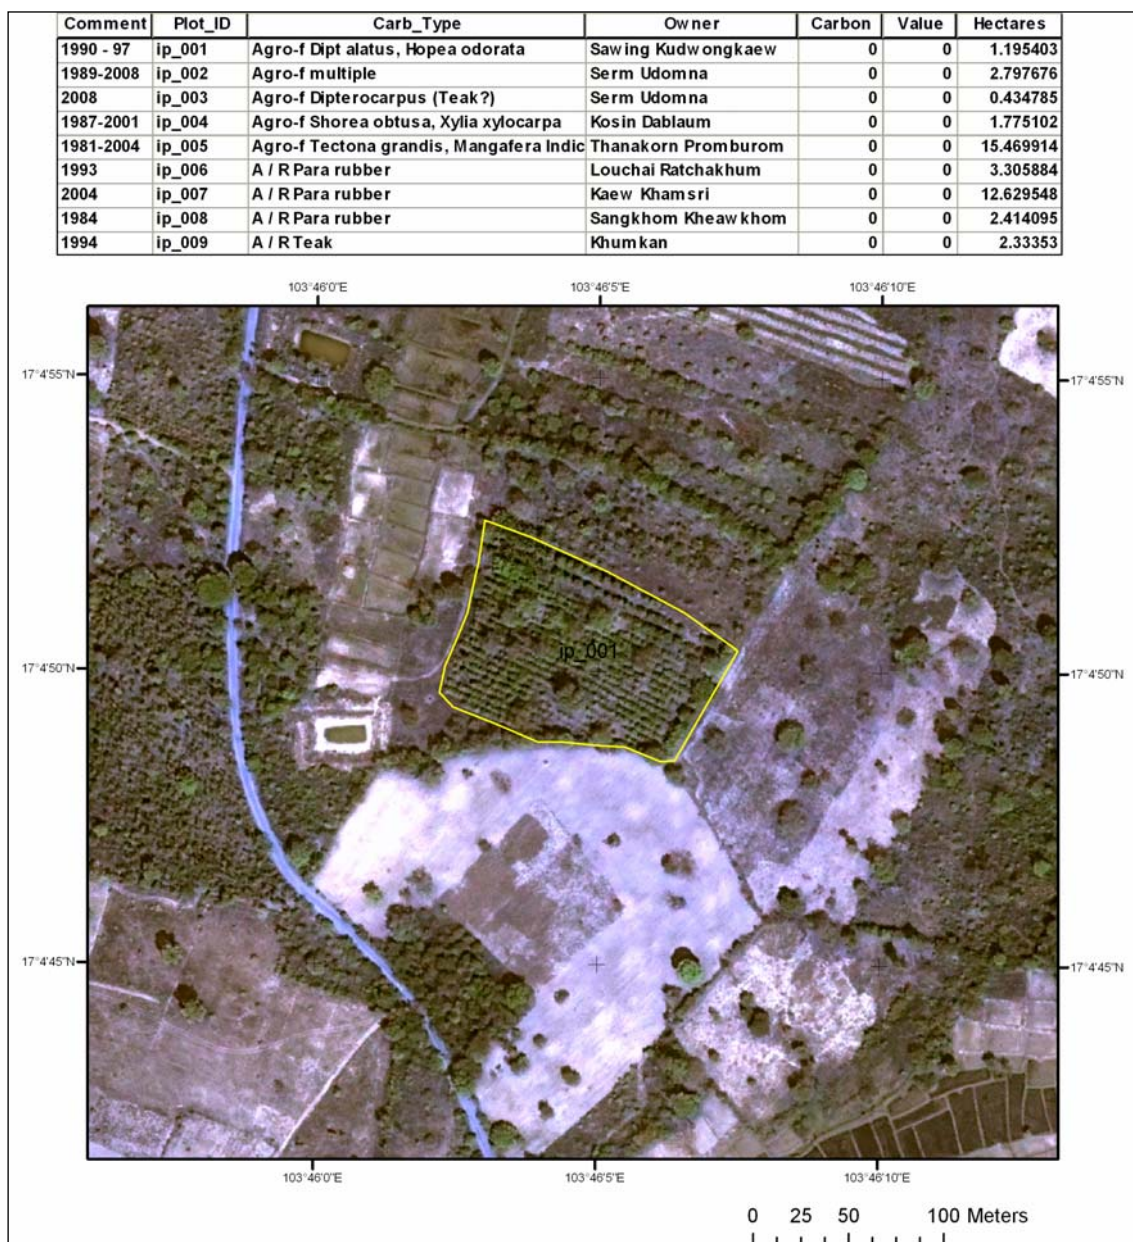 Comment Plot_ID Carb_Type Owner Carbon Value Hectares
1990 - 97 ip_001 Agro-f Dipt alatus, Hopea odorata Sawing Kudwongkaew 0 0 1.195403
1989-2008 ip_002 Agro-f multiple Serm Udomna 0 0 2.797676
2008 ip_003 Agro-f Dipterocarpus (Teak?) Serm Udomna 0 0 0.434785
1987-2001 ip_004 Agro-f Shorea obtusa, Xylia xylocarpa Kosin Dablaum 0 0 1.775102
1981-2004 ip_005 Agro-f Tectona grandis, Mangafera Indic Thanakorn Promburom 0 0 15.469914
1993 ip_006 A / R Para rubber Louchai Ratchakhum 0 0 3.305884
2004 ip_007 A / R Para rubber Kaew Khamsri 0 0 12.629548
1984 ip_008 A / R Para rubber Sangkhom Kheawkhom 0 0 2.414095
1994 ip_009 A / R Teak Khumkan 0 0 2.33353
103°46'0"E 103°46'5"E 103°46'10"E
17°4'55"N 17°4'55"N
ip_001
17°4'50"N 17°4'50"N
17°4'45"N 17°4'45"N
103°46'0"E 103°46'5"E 103°46'10"E
0 25 50 100 Meters